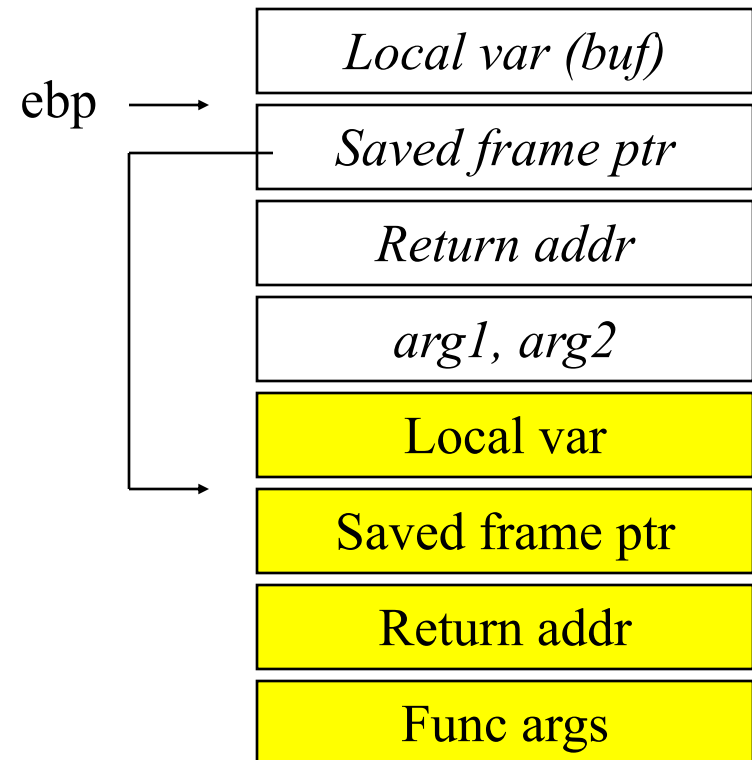 Local var (buf)
ebp
Saved frame ptr
Return addr
arg1, arg2
Local var
Saved frame ptr
Return addr
Func args